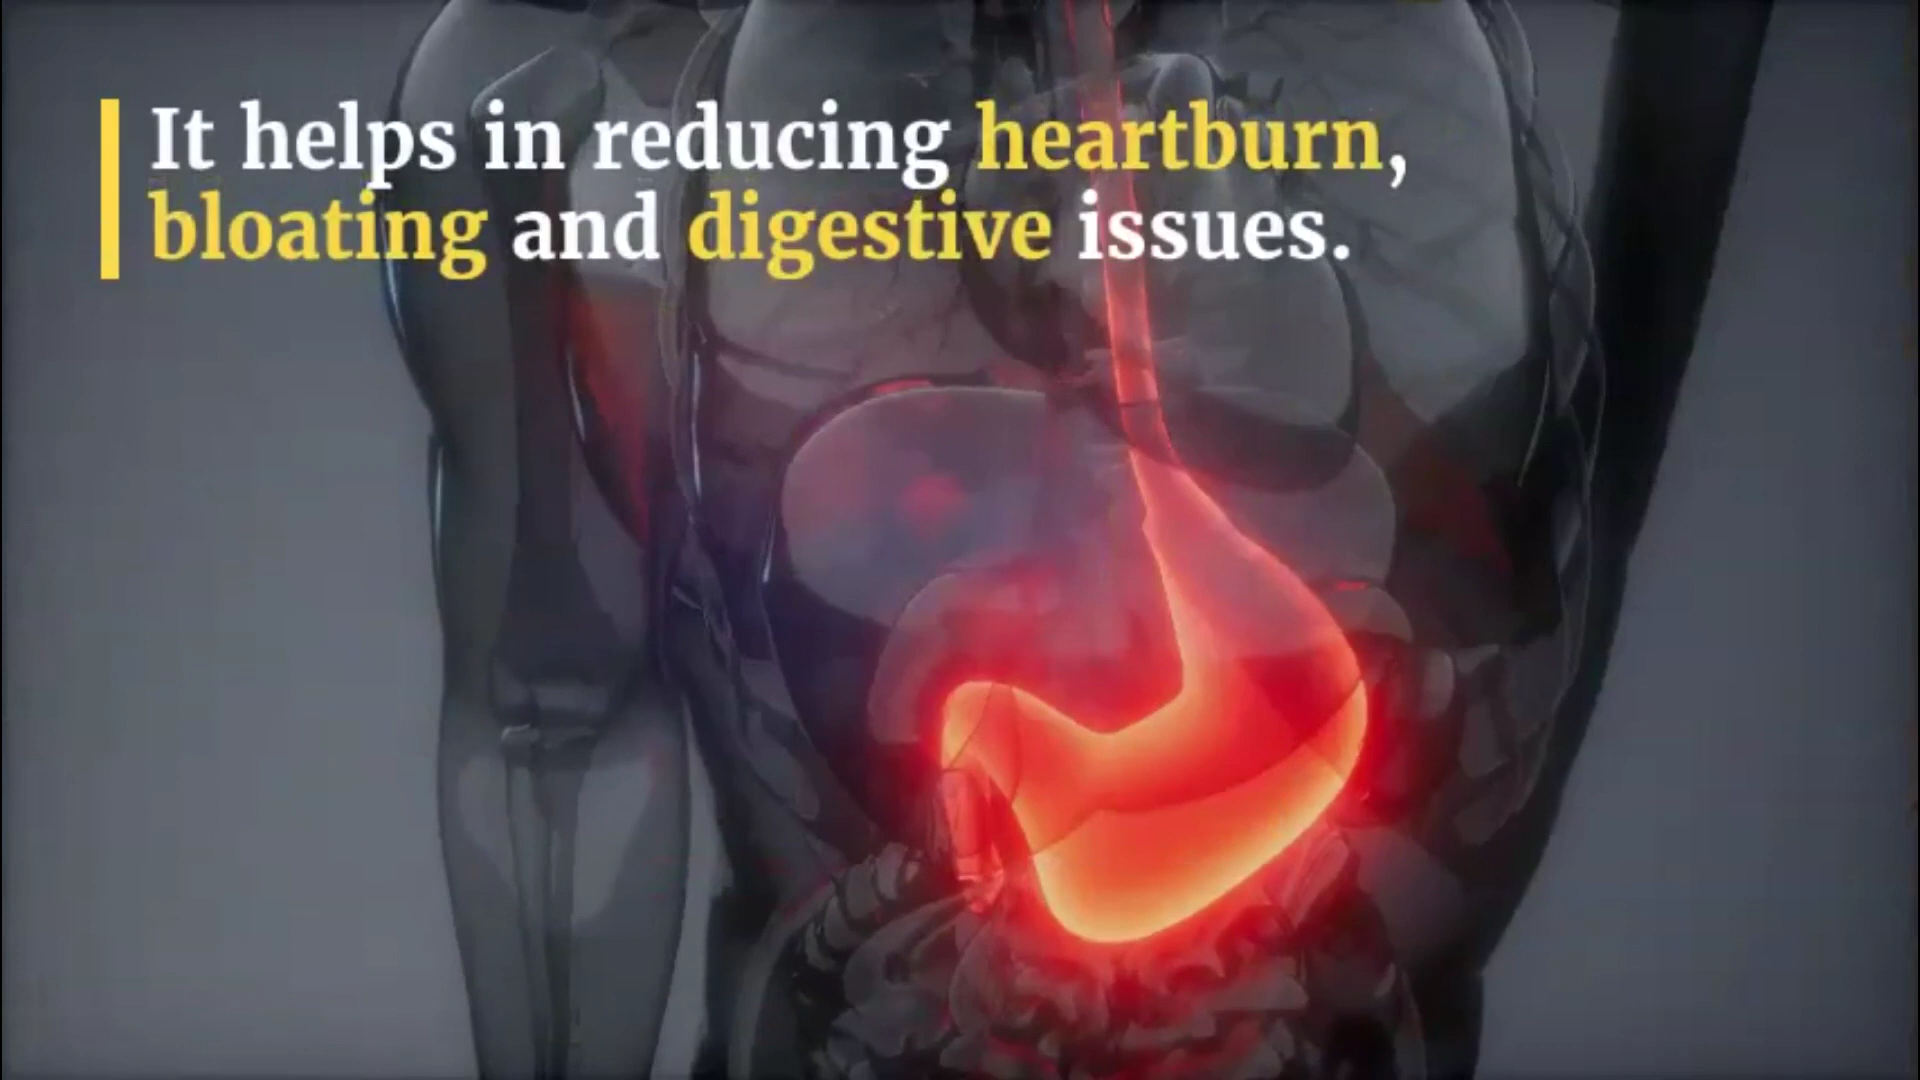 It helps in reducing heartburn,
bloating and digestive issues.